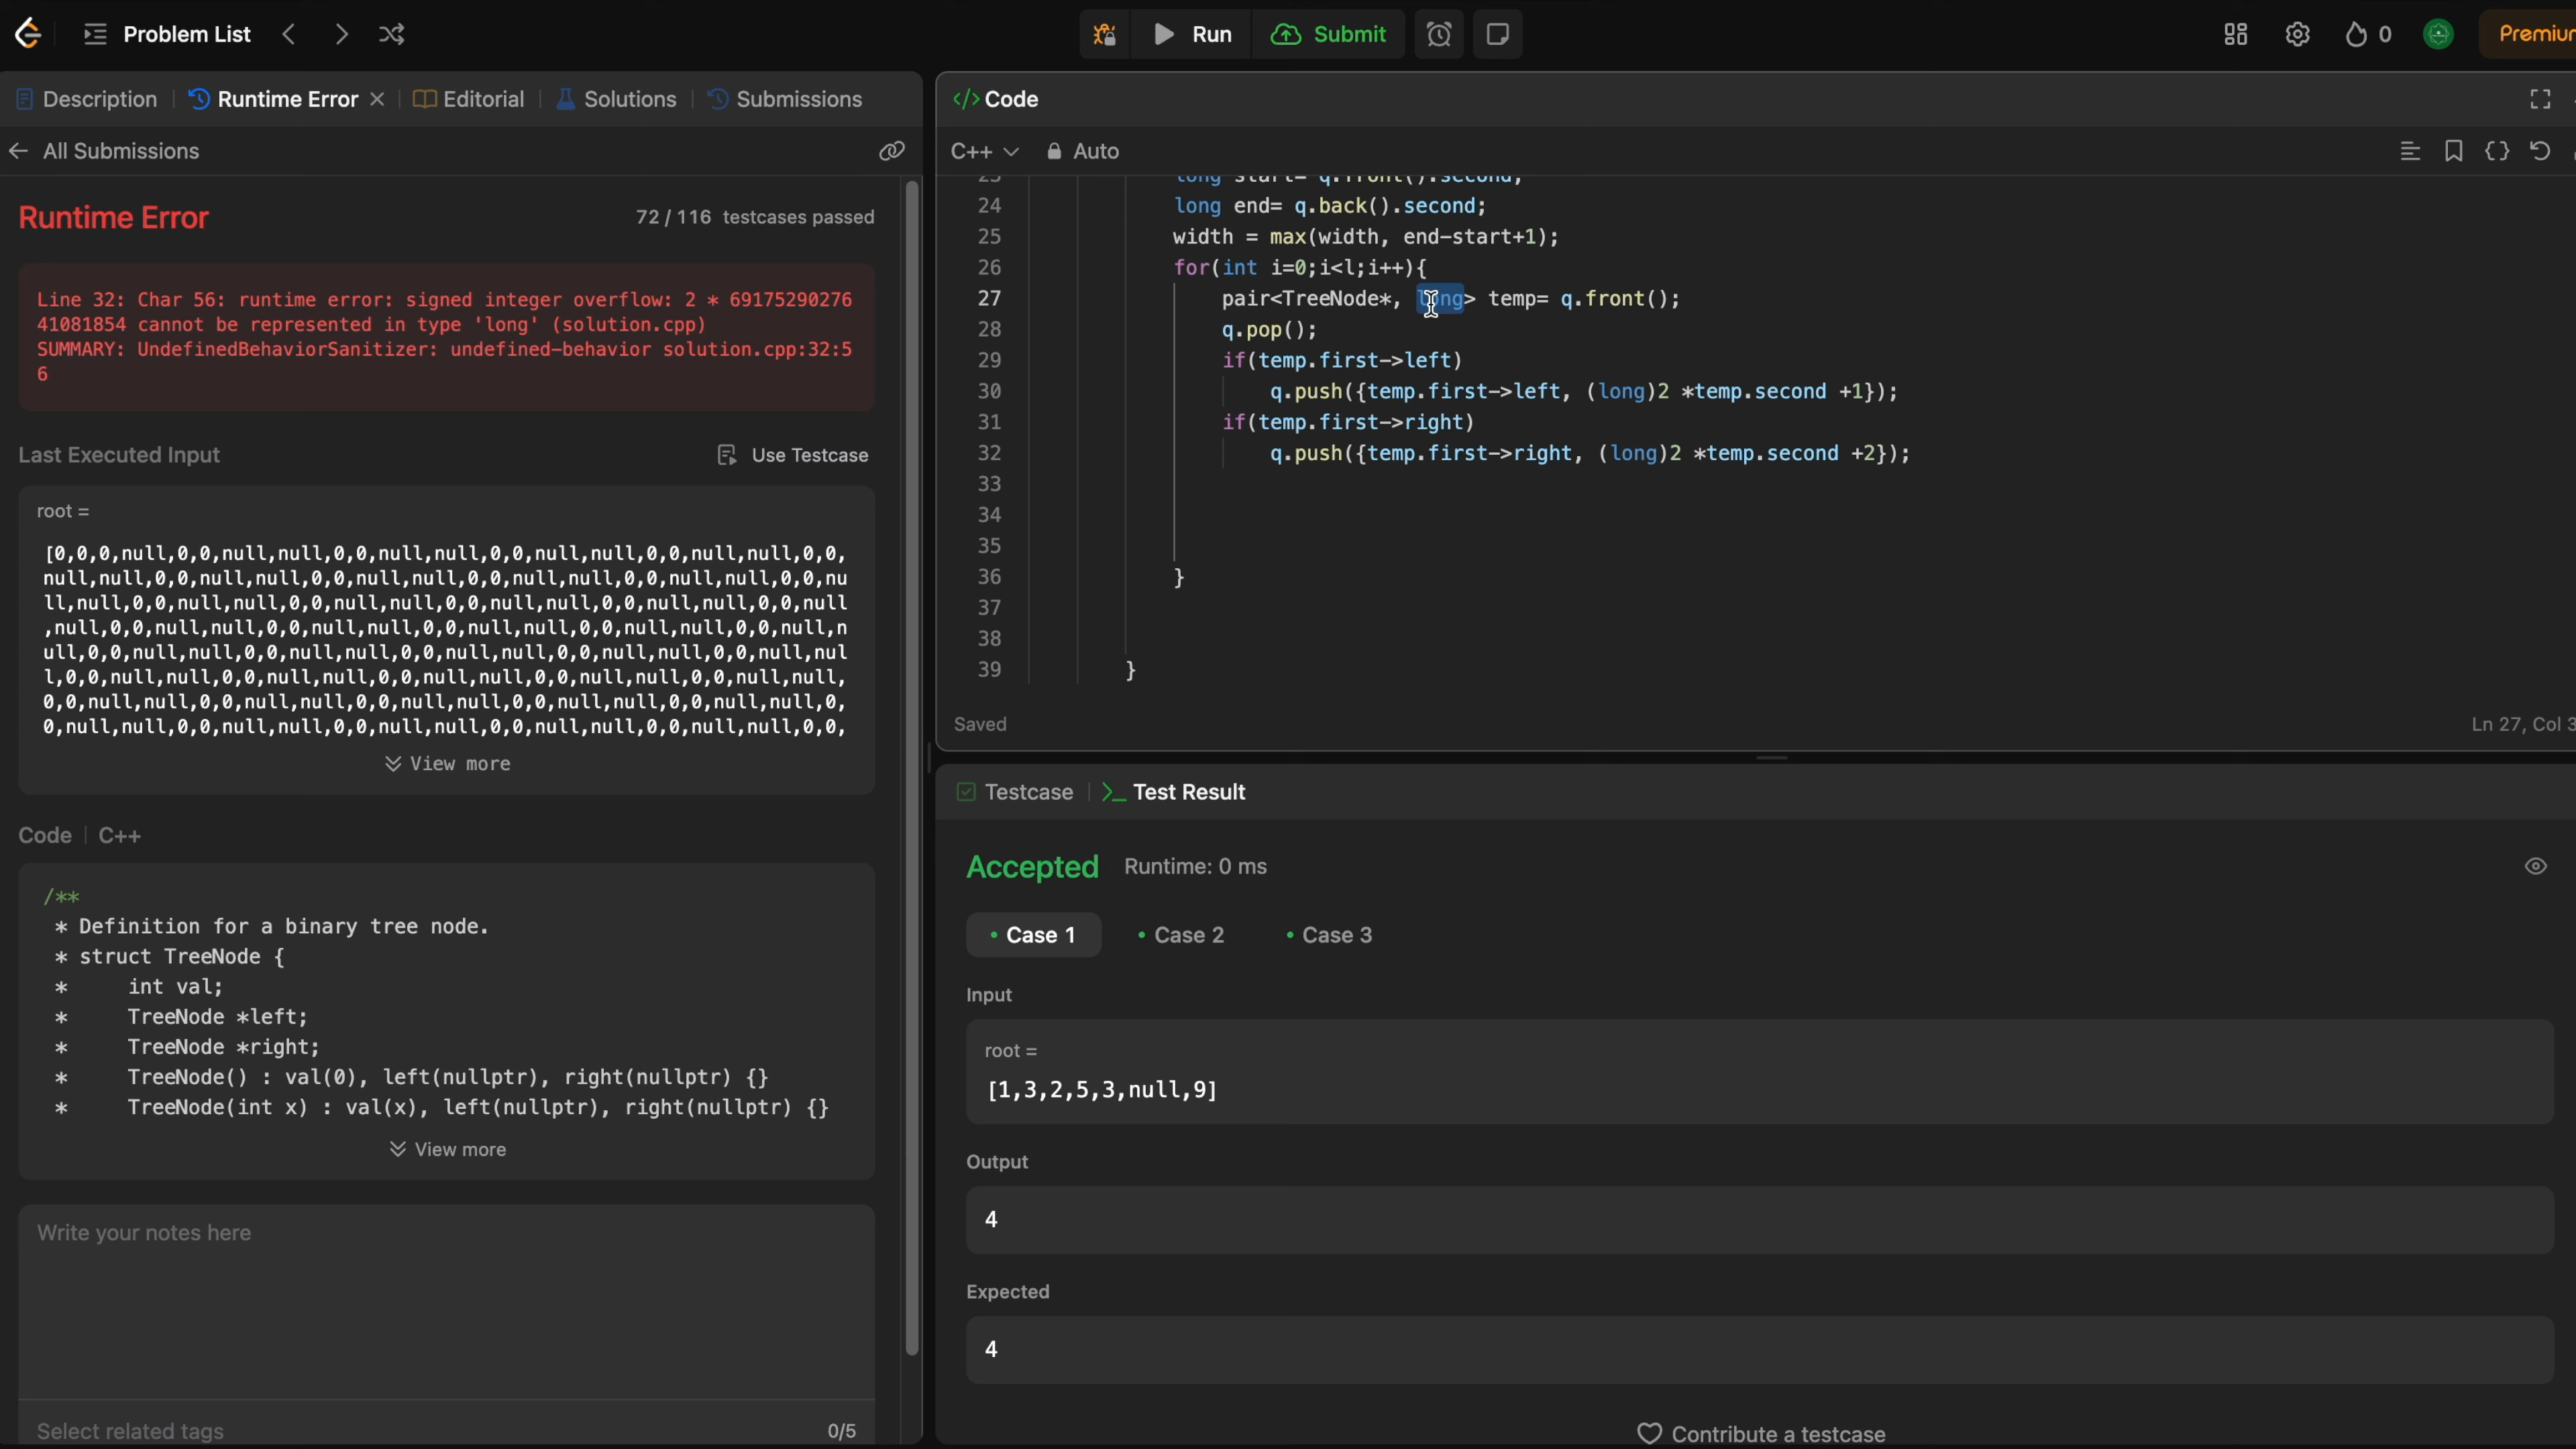 Problem List
Run
Submit
0
Premium
Description
Runtime Error
Editorial
Solutions
Submissions
All Submissions
Runtime Error
72 / 116 testcases passed
Line 32: Char 56: runtime error: signed integer overflow: 2 * 69175290276
41081854 cannot be represented in type 'long' (solution.cpp)
SUMMARY: UndefinedBehaviorSanitizer: undefined-behavior solution.cpp:32:5
6
Last Executed Input
Use Testcase
root =
[0,0,0,null,0,0,null,null,0,0,null,null,0,0,null,null,0,0,null,null,0,0,
null,null,0,0,null,null,0,0,null,null,0,0,null,null,0,0,null,null,0,0,nu
ll,null,0,0,null,null,0,0,null,null,0,0,null,null,0,0,null,null,0,0,null
,null,0,0,null,null,0,0,null,null,0,0,null,null,0,0,null,null,0,0,null,n
ull,0,0,null,null,0,0,null,null,0,0,null,null,0,0,null,null,0,0,null,nul
l,0,0,null,null,0,0,null,null,0,0,null,null,0,0,null,null,0,0,null,null,
0,0,null,null,0,0,null,null,0,0,null,null,0,0,null,null,0,0,null,null,0,
0,null,null,0,0,null,null,0,0,null,null,0,0,null,null,0,0,null,null,0,0,
View more
Code
C++
/**
* Definition for a binary tree node.
* struct TreeNode {
* int val;
* TreeNode *left;
* TreeNode *right;
* TreeNode() : val(0), left(nullptr), right(nullptr) {}
* TreeNode(int x) : val(x), left(nullptr), right(nullptr) {}
View more
Write your notes here
Select related tags
0/5
</> Code
C++
Auto
23 long start= q.front().second;
24 long end= q.back().second;
25 width = max(width, end-start+1);
26 for(int i=0;i<l;i++){
27 pair<TreeNode*, long> temp= q.front();
28 q.pop();
29 if(temp.first->left)
30 q.push({temp.first->left, (long)2 *temp.second +1});
31 if(temp.first->right)
32 q.push({temp.first->right, (long)2 *temp.second +2});
33
34
35
36 }
37
38
39 }
Saved
Ln 27, Col 3
Testcase
Test Result
Accepted
Runtime: 0 ms
Case 1
Case 2
Case 3
Input
root =
[1,3,2,5,3,null,9]
Output
4
Expected
4
Contribute a testcase